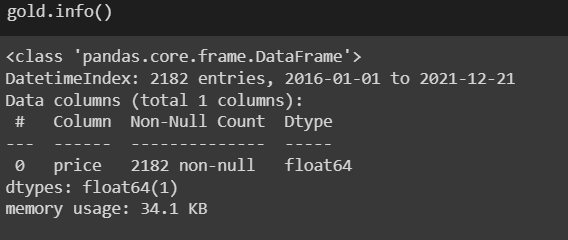 gold.info()
<class 'pandas.core.frame.DataFrame'>
DatetimeIndex: 2182 entries, 2016-01-01 to 2021-12-21
Data columns (total 1 columns):
 #   Column  Non-Null Count  Dtype
---  ------  --------------  -----
 0   price   2182 non-null   float64
dtypes: float64(1)
memory usage: 34.1 KB